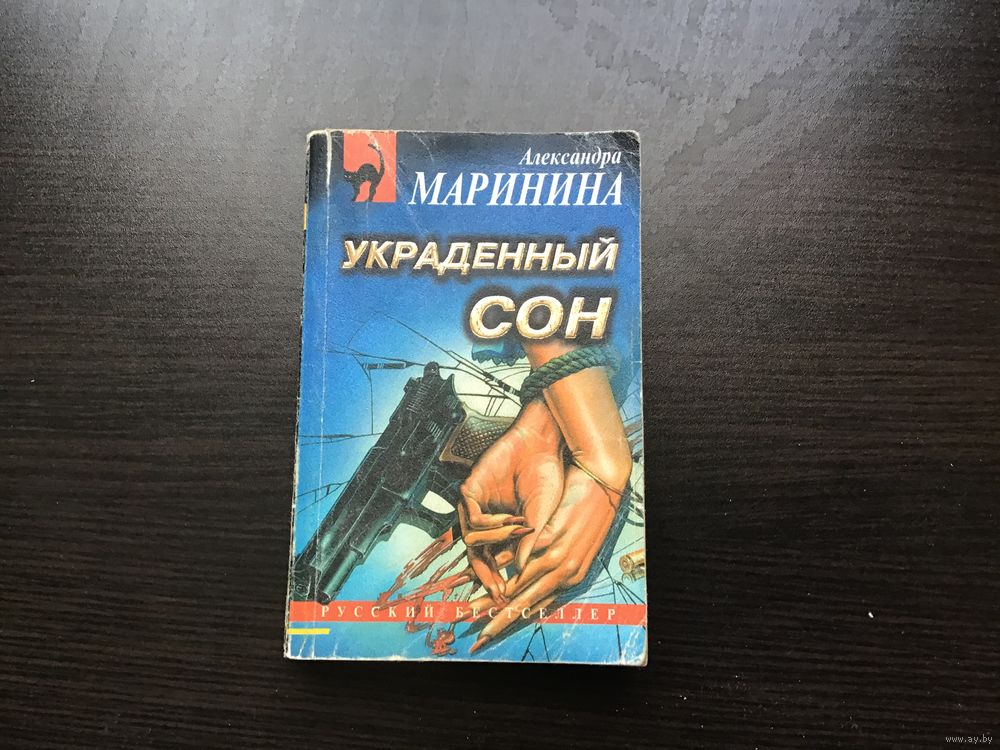 Александра
МАРИНИНА
УКРАДЕННЫЙ
СОН
РУССКИЙ БЕСТСЕЛЛЕР
www.ay.by